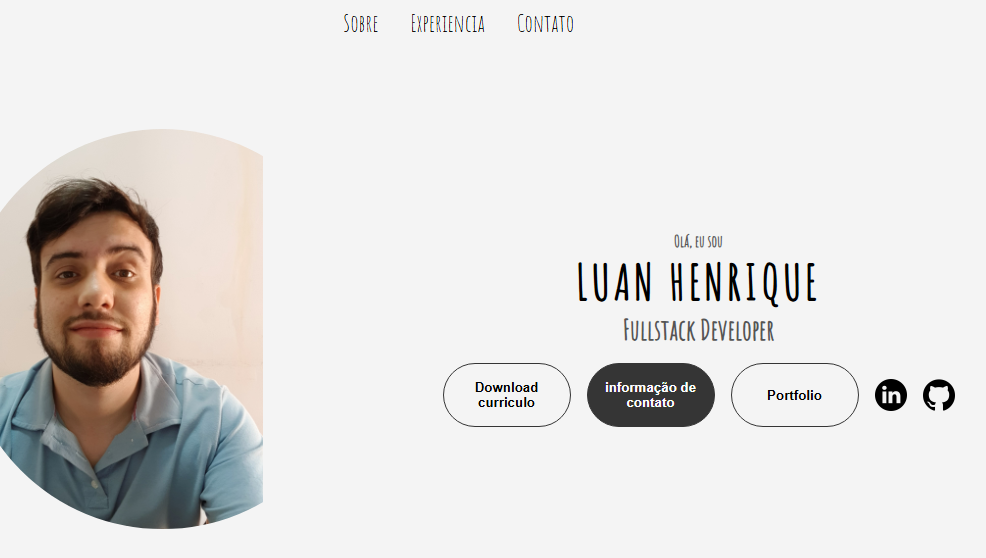 Sobre Experiencia Contato
Olá, eu sou
Luan Henrique
Fullstack Developer
Download
curriculo
informação de
contato
Portfolio
in